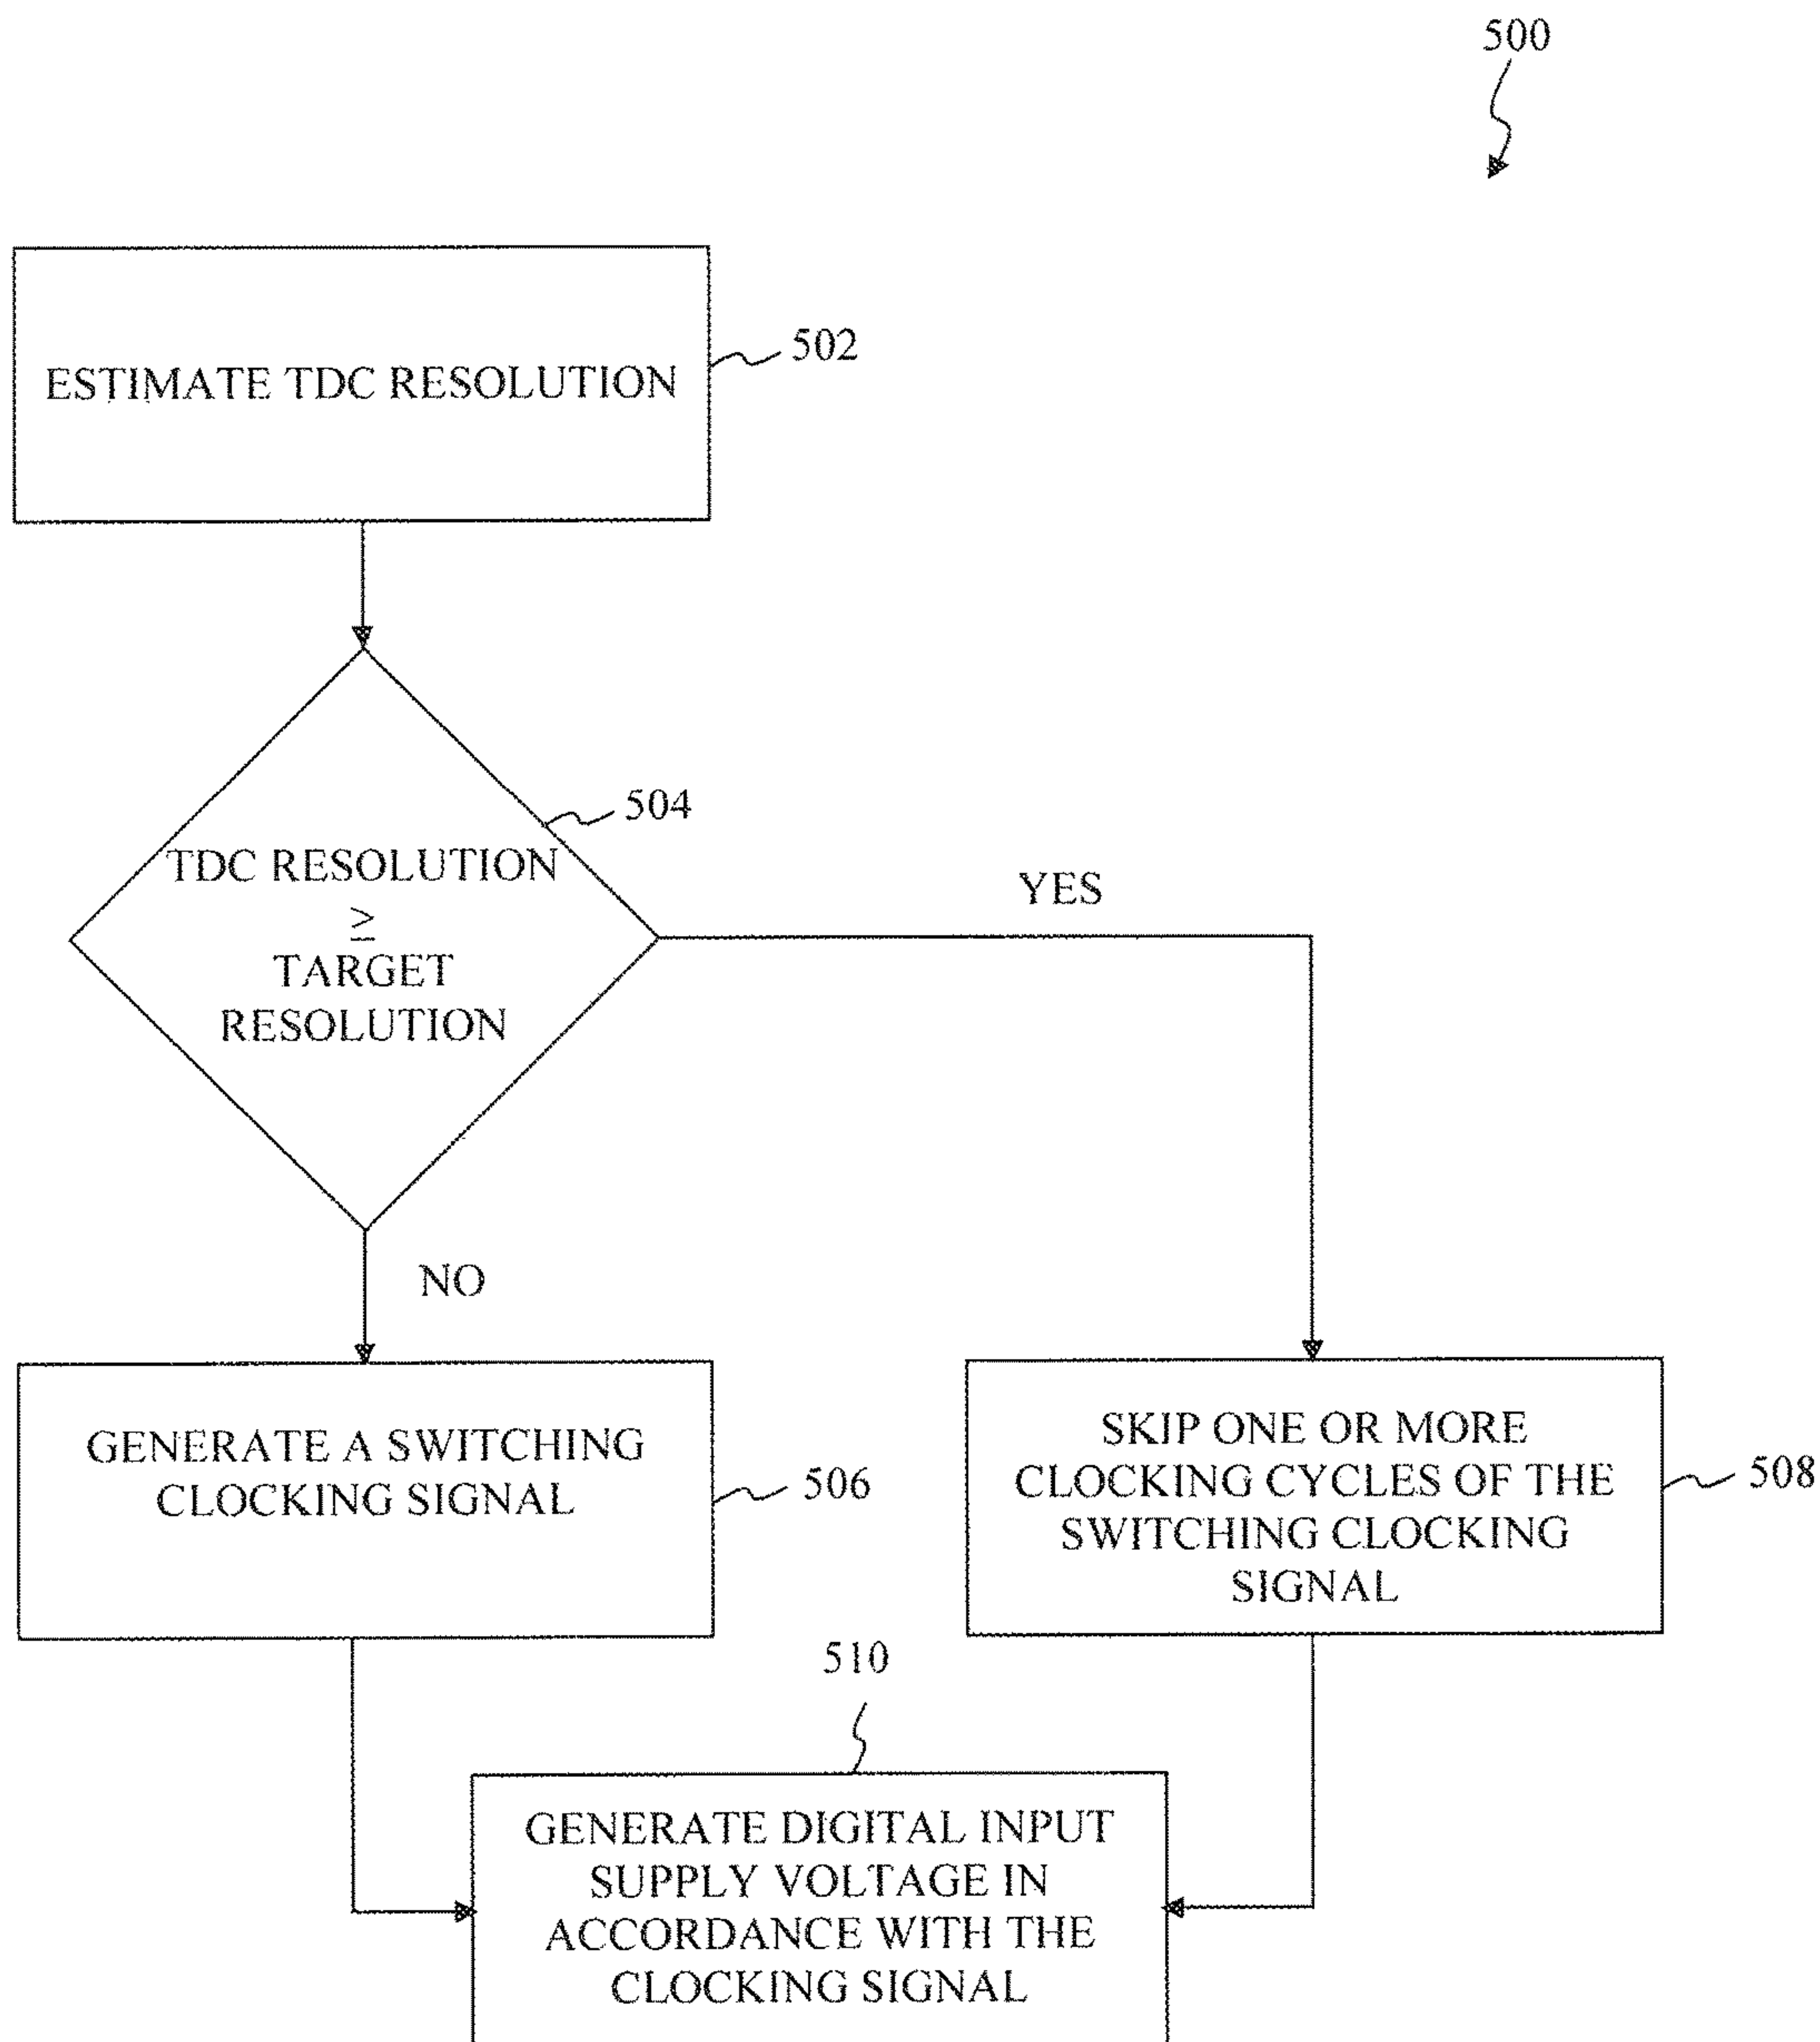 500
ESTIMATE TDC RESOLUTION
502
504
TDC RESOLUTION
≥
TARGET
RESOLUTION
YES
NO
GENERATE A SWITCHING
CLOCKING SIGNAL
506
SKIP ONE OR MORE
CLOCKING CYCLES OF THE
SWITCHING CLOCKING
SIGNAL
508
510
GENERATE DIGITAL INPUT
SUPPLY VOLTAGE IN
ACCORDANCE WITH THE
CLOCKING SIGNAL